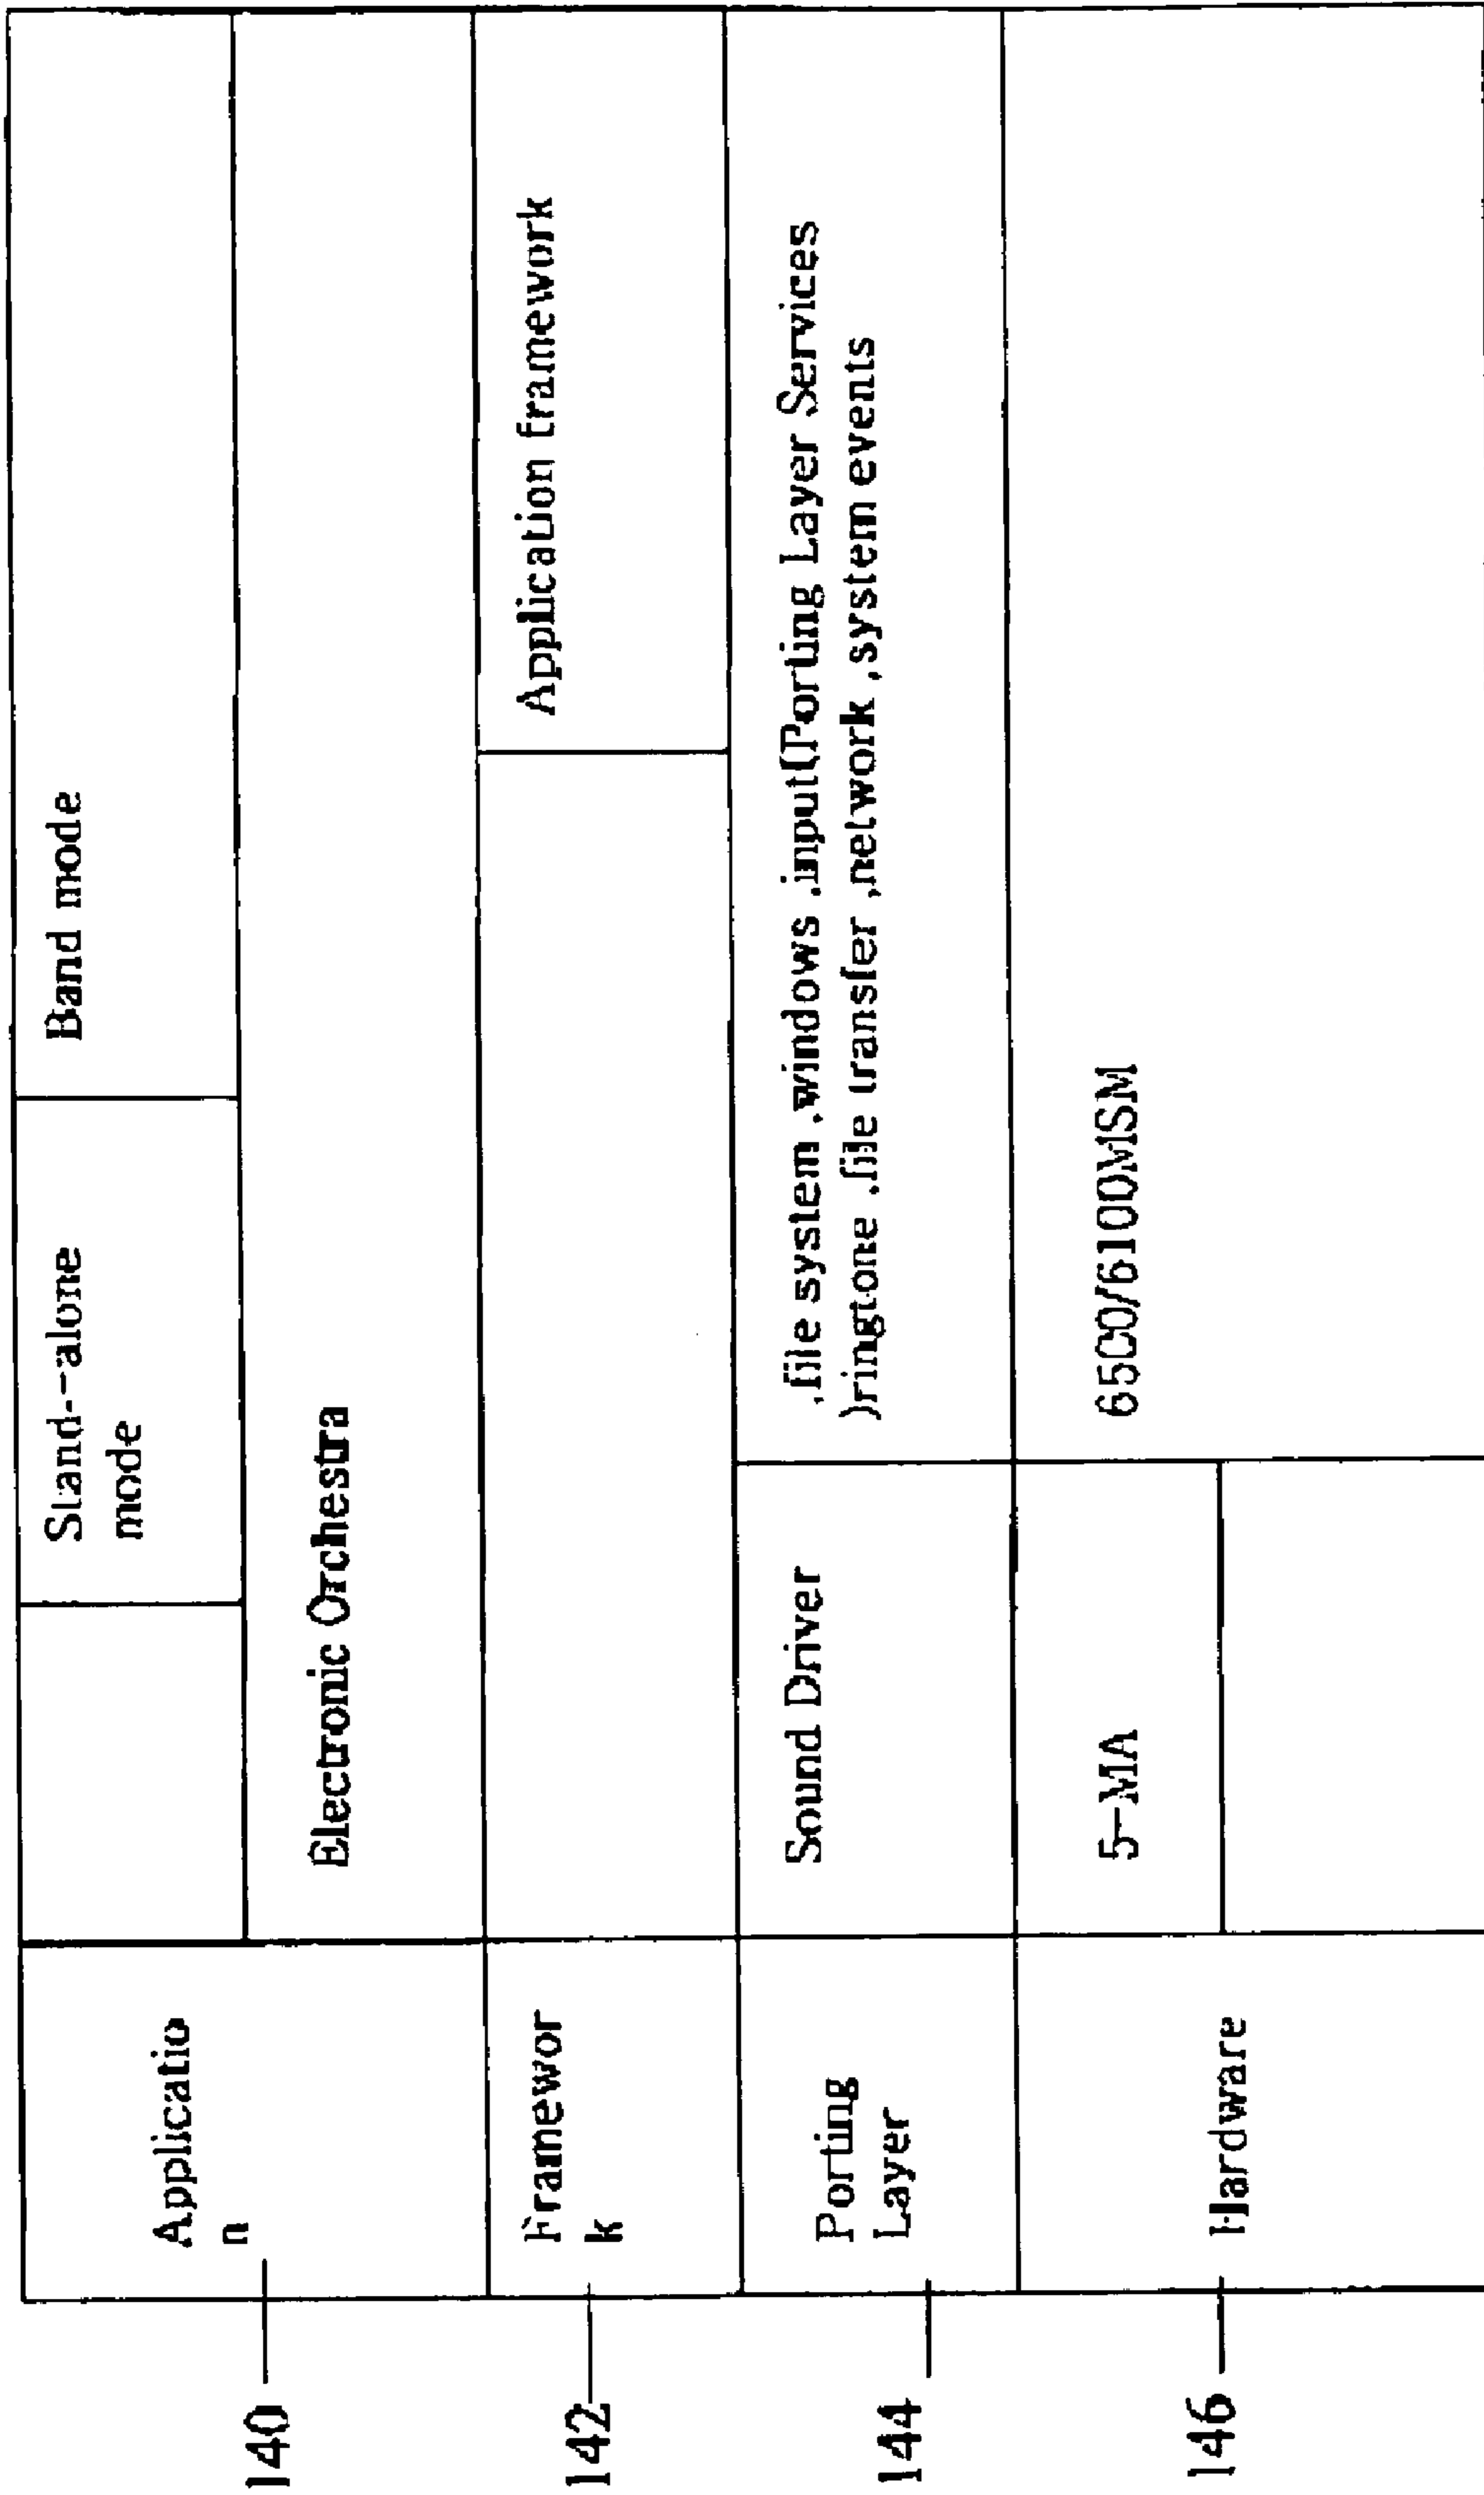 Stand-alone
mode
Band mode
Applicatio
n
Electronic Orchestra
140
Framewor
k
Application framework
142
Porting
Layer
Sound Driver
,file system ,windows ,input(Porting Layer Services
)ringtone ,file transfer ,network ,system events
144
Hardware
5-MA
6500/6100MSM
146